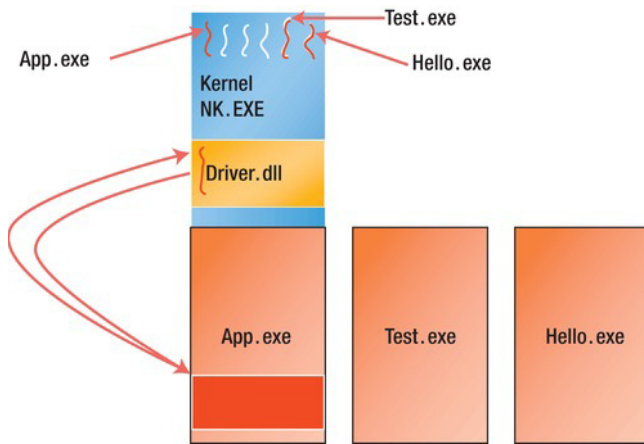 Test.exe
App.exe
Hello.exe
Kernel
NK.EXE
Driver.dll
App.exe
Test.exe
Hello.exe